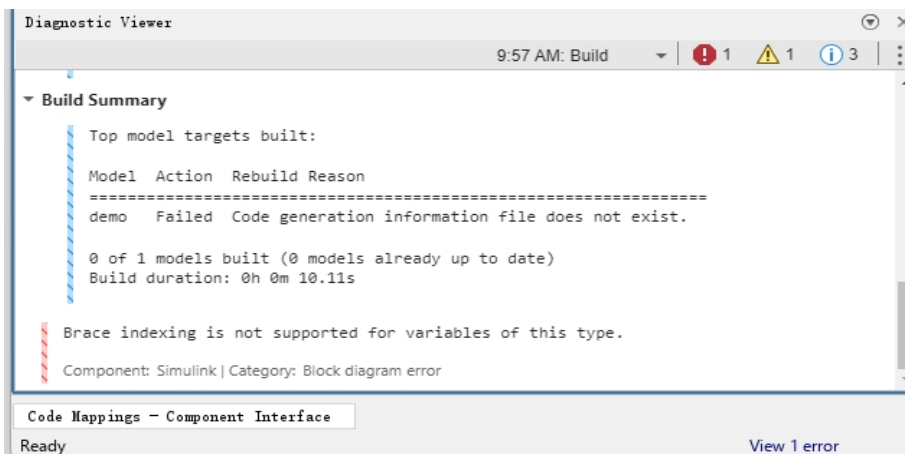 Diagnostic Viewer
9:57 AM: Build 1 1 3
Build Summary
Top model targets built:
Model Action Rebuild Reason
================================================================
demo Failed Code generation information file does not exist.
0 of 1 models built (0 models already up to date)
Build duration: 0h 0m 10.11s
Brace indexing is not supported for variables of this type.
Component: Simulink | Category: Block diagram error
Code Mappings - Component Interface
Ready View 1 error